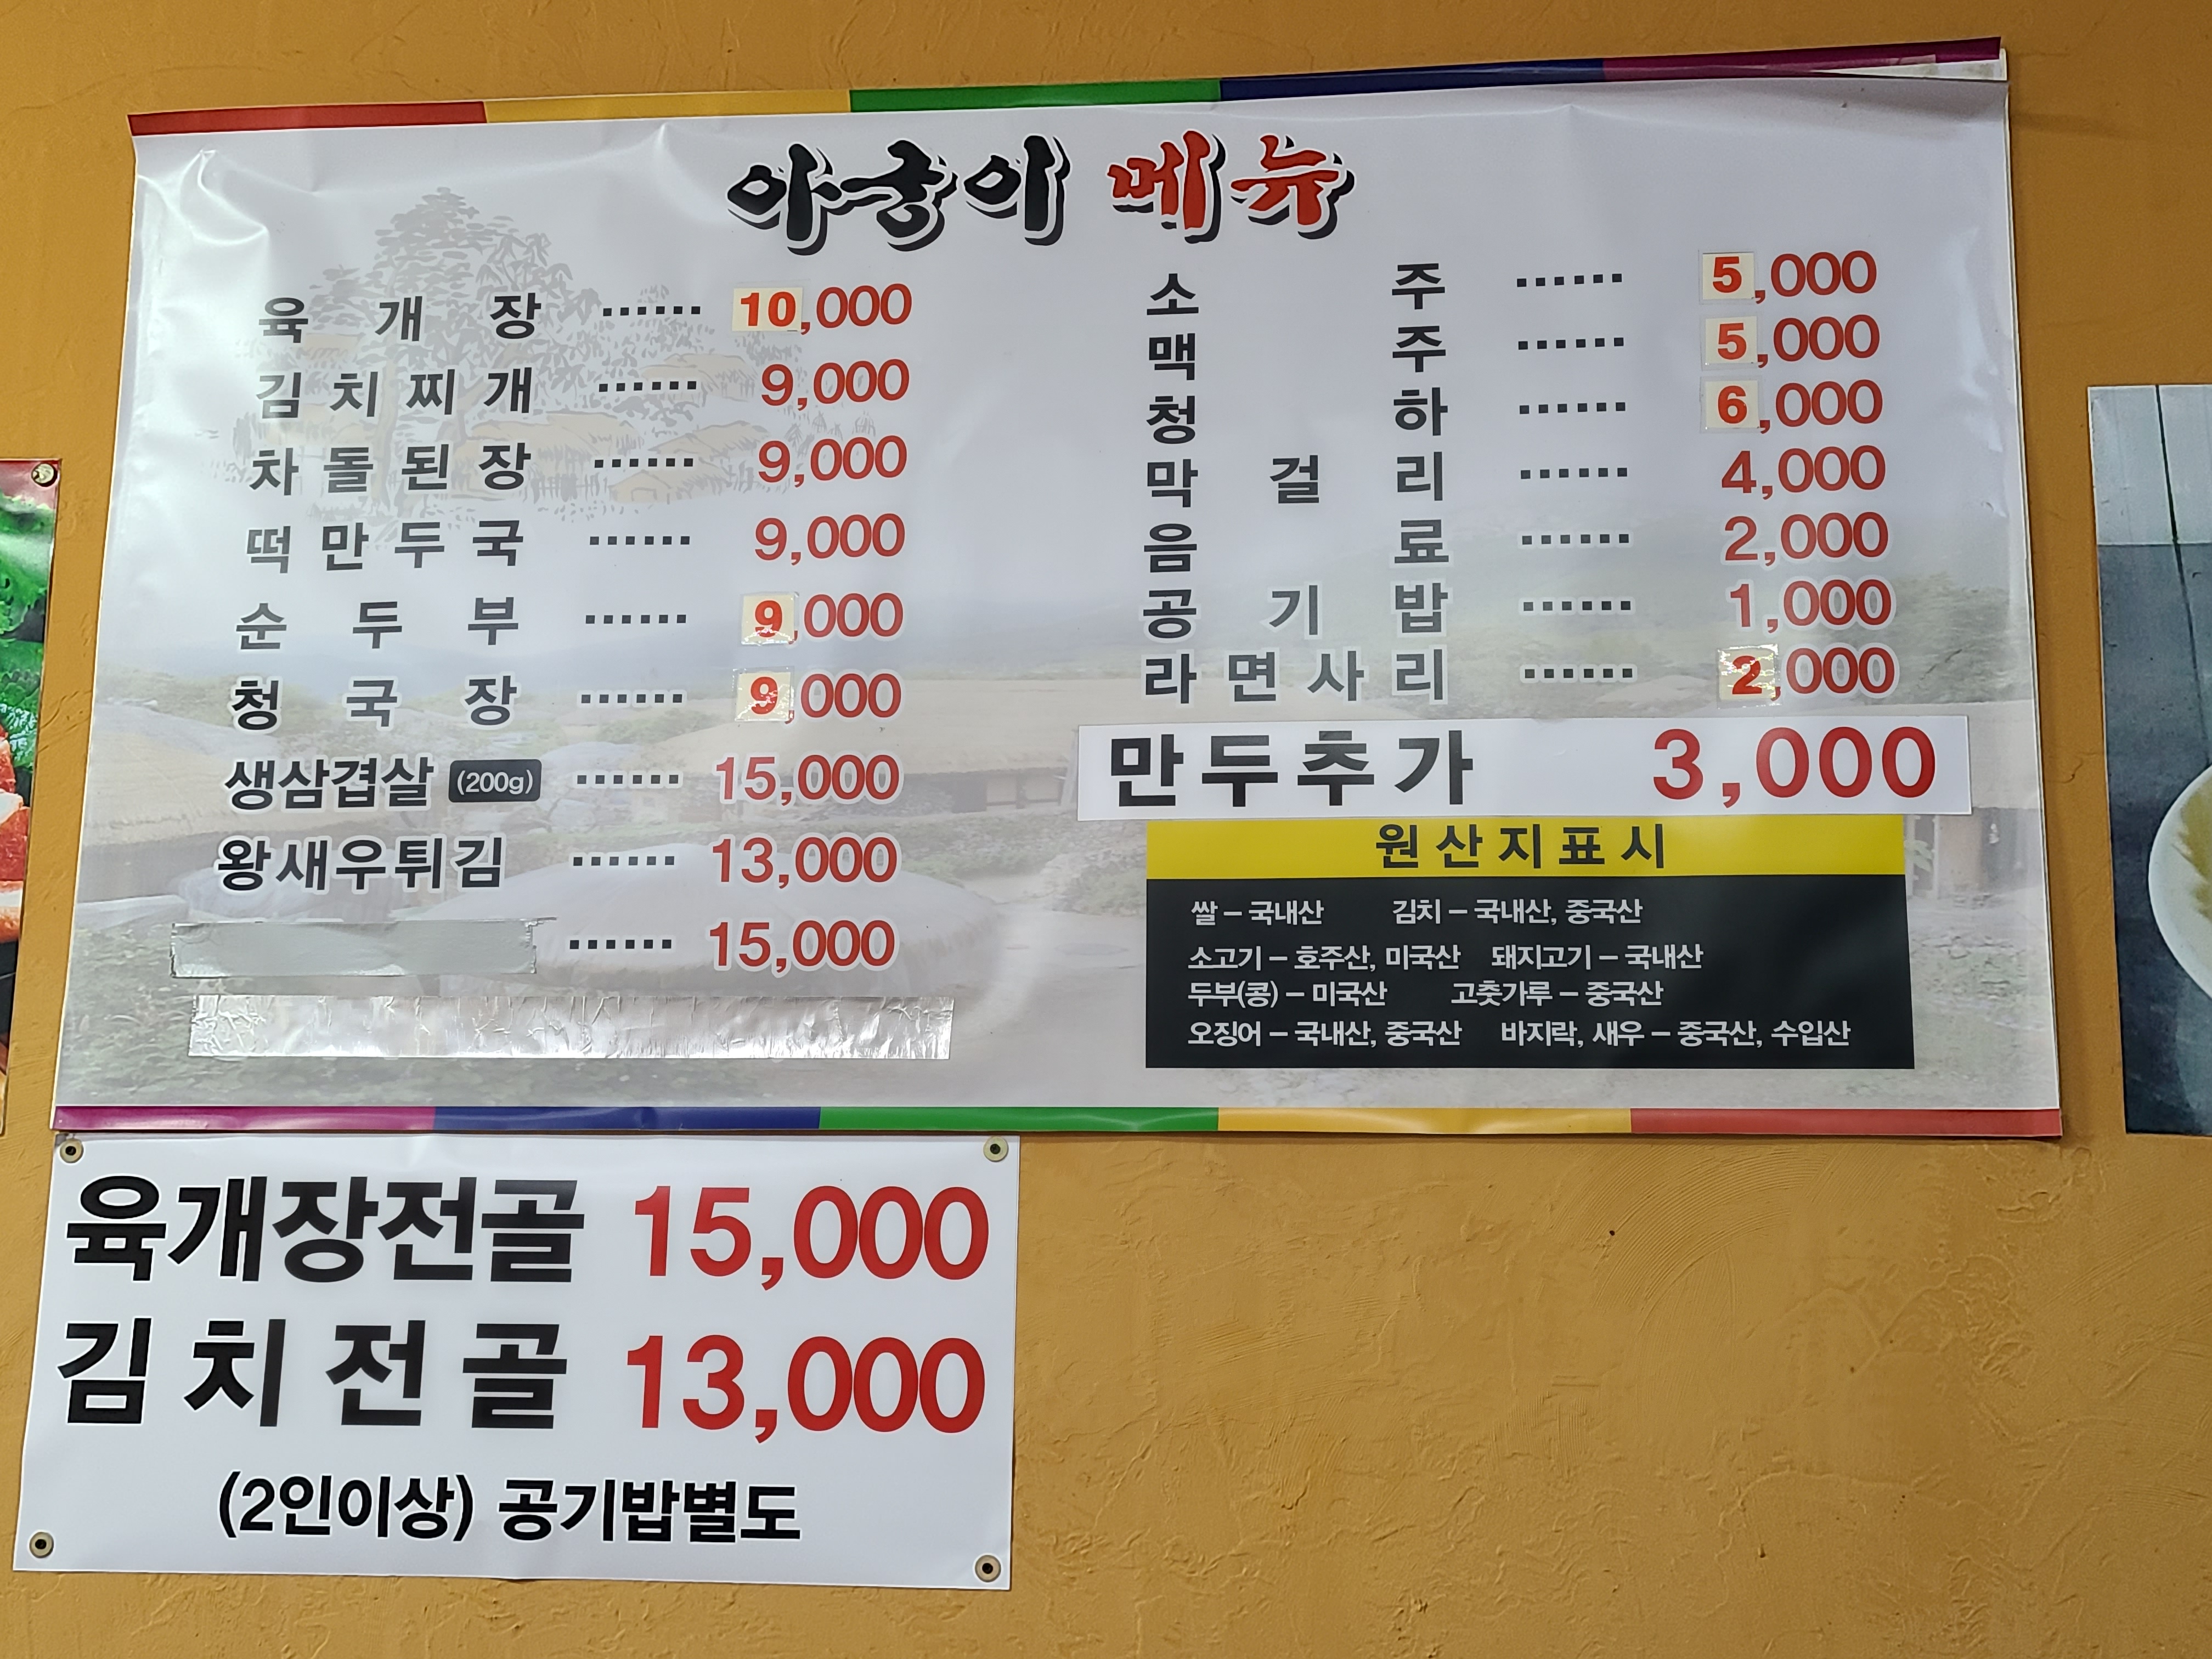 아궁이 메뉴
육개장 ······ 10,000
김치찌개 ······ 9,000
차돌된장 ······ 9,000
떡만두국 ······ 9,000
순두부 ······ 9,000
청국장 ······ 9,000
생삼겹살 (200g) ······ 15,000
왕새우튀김 ······ 13,000
······ 15,000
소주 ······ 5,000
맥주 ······ 5,000
청하 ······ 6,000
막걸리 ······ 4,000
음료 ······ 2,000
공기밥 ······ 1,000
라면사리 ······ 2,000
만두추가 3,000
원산지표시
쌀 – 국내산 김치 – 국내산, 중국산
소고기 – 호주산, 미국산 돼지고기 – 국내산
두부(콩) – 미국산 고춧가루 – 중국산
오징어 – 국내산, 중국산 바지락, 새우 – 중국산, 수입산
육개장전골 15,000
김치전골 13,000
(2인이상) 공기밥별도